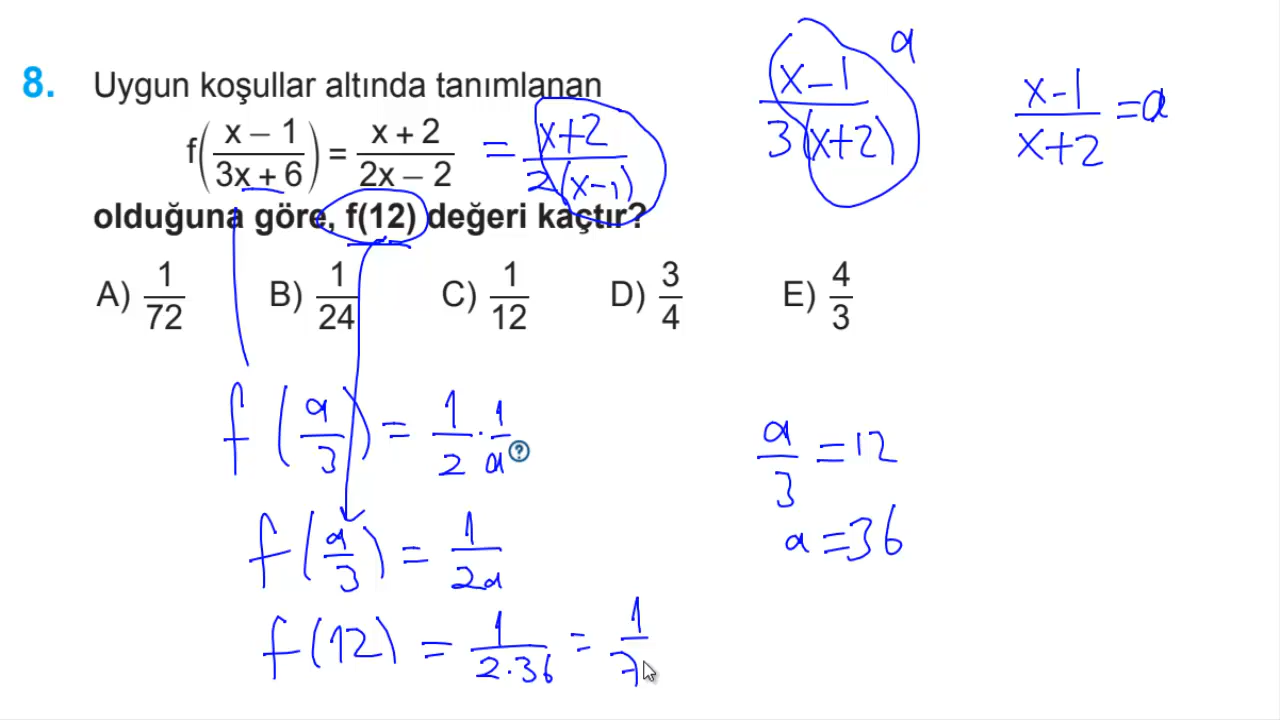 8. Uygun koşullar altında tanımlanan
f((x − 1)/(3x + 6)) = (x + 2)/(2x − 2) = (x+2)/(2(x−1))
olduğuna göre, f(12) değeri kaçtır?
A) 1/72 B) 1/24 C) 1/12 D) 3/4 E) 4/3
(x−1)/(3(x+2)) a
(x−1)/(x+2) = a
f(a/3) = 1/2 · 1/a
f(a/3) = 1/2a
f(12) = 1/(2.36) = 1/7
a/3 = 12
a = 36